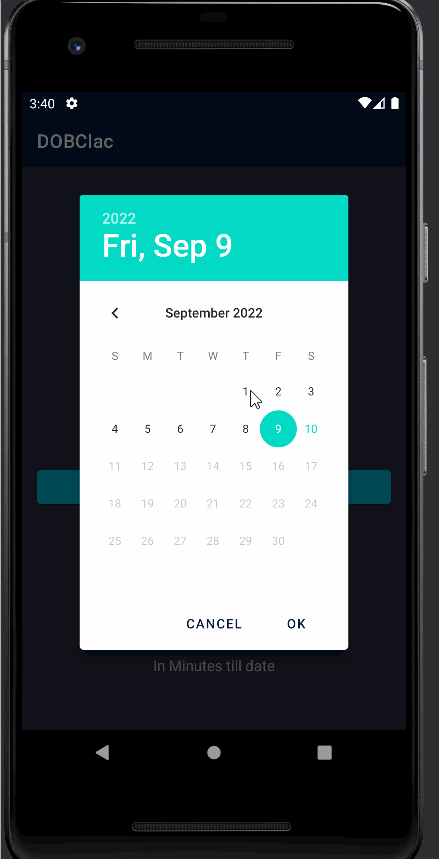 3:40
DOBClac
2022
Fri, Sep 9
September 2022
S M T W T F S
1 2 3
4 5 6 7 8 9 10
11 12 13 14 15 16 17
18 19 20 21 22 23 24
25 26 27 28 29 30
CANCEL OK
In Minutes till date